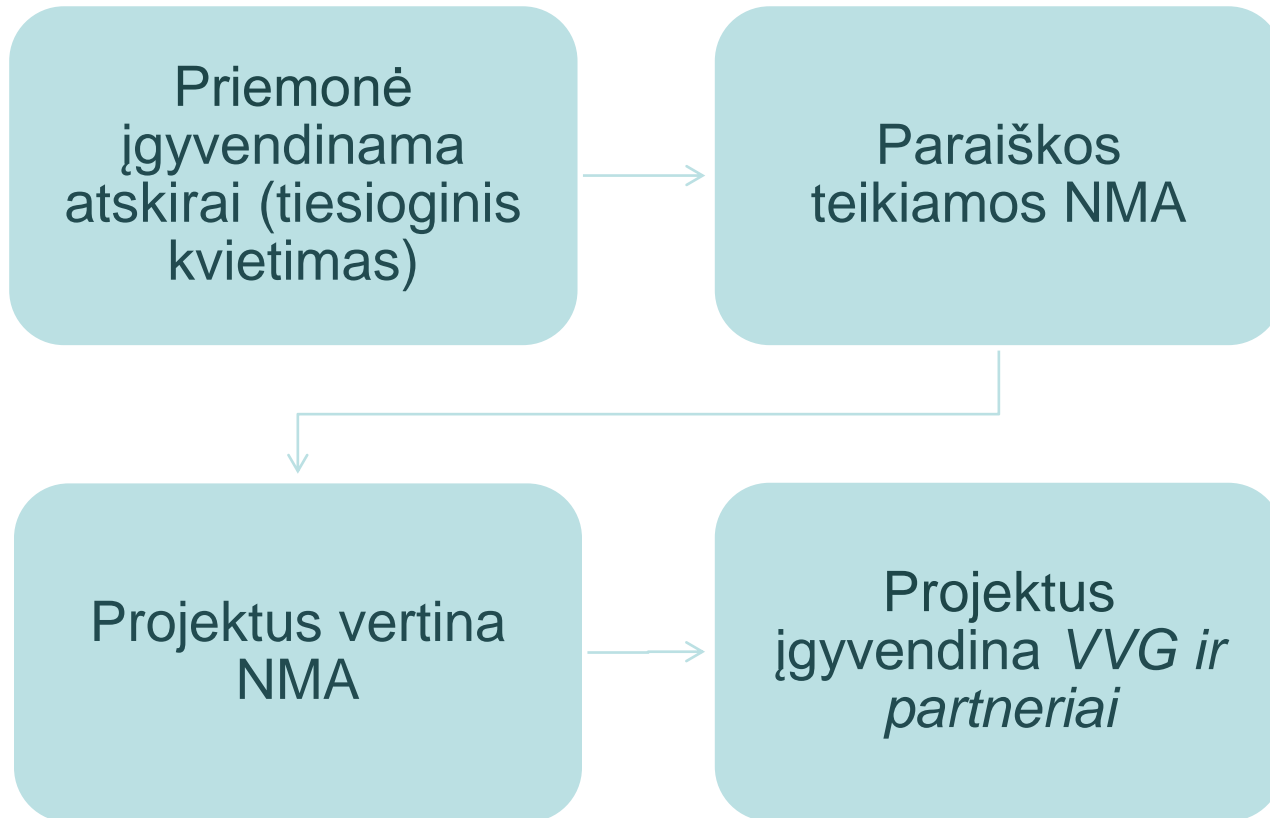 Priemonė
įgyvendinama
atskirai (tiesioginis
kvietimas)
Paraiškos
teikiamos NMA
Projektus vertina
NMA
Projektus
įgyvendina VVG ir
partneriai